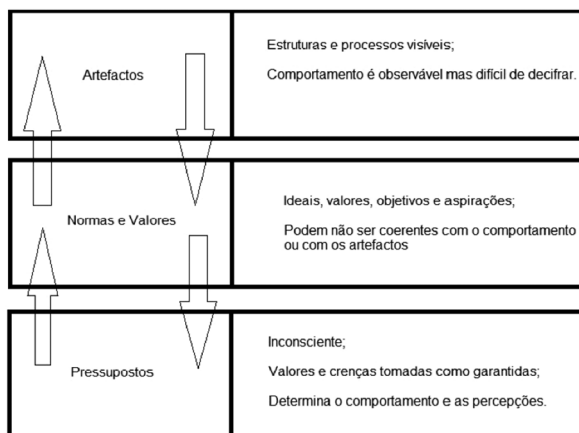 Artefactos
Estruturas e processos visíveis;
Comportamento é observável mas difícil de decifrar.
Normas e Valores
Ideais, valores, objetivos e aspirações;
Podem não ser coerentes com o comportamento
ou com os artefactos
Pressupostos
Inconsciente;
Valores e crenças tomadas como garantidas;
Determina o comportamento e as percepções.